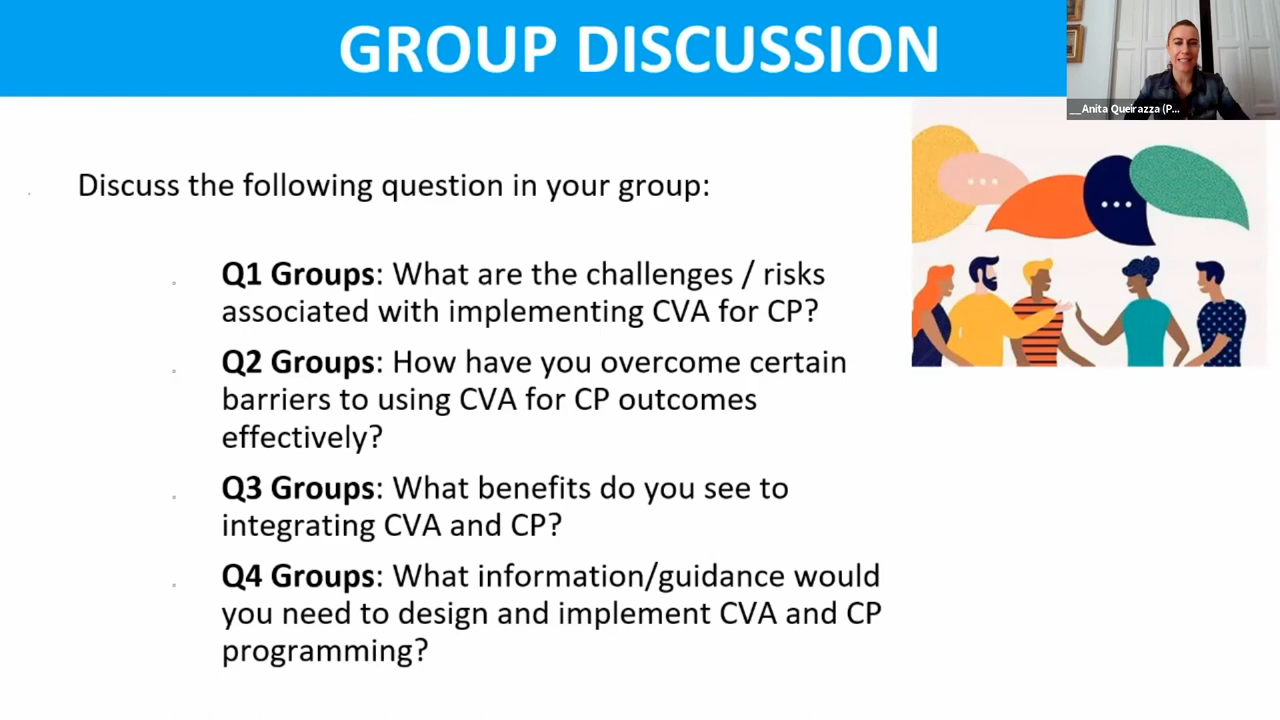 GROUP DISCUSSION
__Anita Queirazza (P...
Discuss the following question in your group:
Q1 Groups: What are the challenges / risks
associated with implementing CVA for CP?
Q2 Groups: How have you overcome certain
barriers to using CVA for CP outcomes
effectively?
Q3 Groups: What benefits do you see to
integrating CVA and CP?
Q4 Groups: What information/guidance would
you need to design and implement CVA and CP
programming?